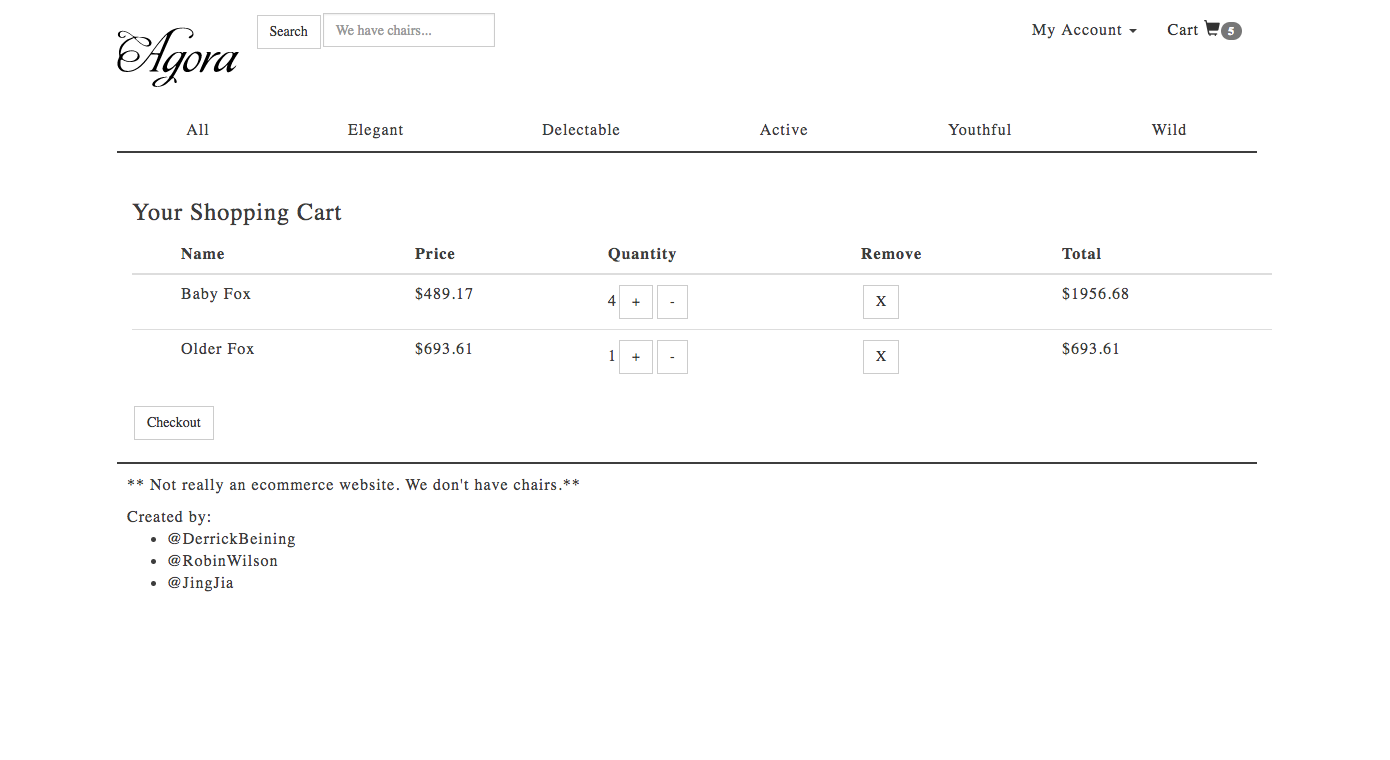 Agora
Search We have chairs... My Account Cart 5
All Elegant Delectable Active Youthful Wild
Your Shopping Cart
Name Price Quantity Remove Total
Baby Fox $489.17 4 + - X $1956.68
Older Fox $693.61 1 + - X $693.61
Checkout
** Not really an ecommerce website. We don't have chairs.**
Created by:
• @DerrickBeining
• @RobinWilson
• @JingJia